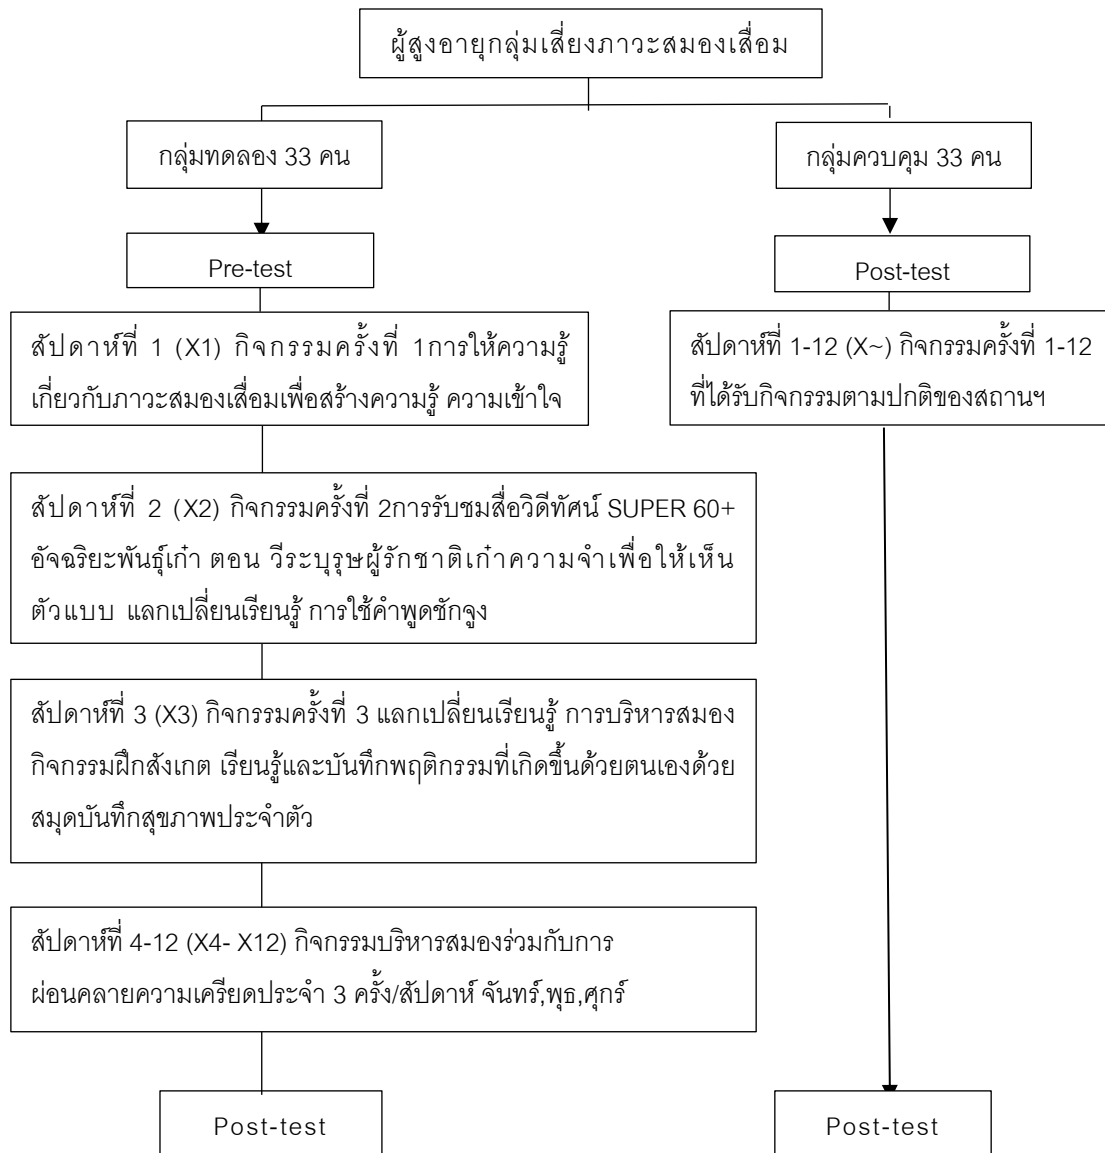 ผู้สูงอายุกลุ่มเสี่ยงภาวะสมองเสื่อม
กลุ่มทดลอง 33 คน
กลุ่มควบคุม 33 คน
Pre-test
Post-test
สัปดาห์ที่ 1 (X1) กิจกรรมครั้งที่ 1การให้ความรู้
เกี่ยวกับภาวะสมองเสื่อมเพื่อสร้างความรู้ ความเข้าใจ
สัปดาห์ที่ 1-12 (X~) กิจกรรมครั้งที่ 1-12
ที่ได้รับกิจกรรมตามปกติของสถานฯ
สัปดาห์ที่ 2 (X2) กิจกรรมครั้งที่ 2การรับชมสื่อวิดีทัศน์ SUPER 60+
อัจฉริยะพันธุ์เก๋า ตอน วีระบุรุษผู้รักชาติเก๋าความจำเพื่อให้เห็น
ตัวแบบ แลกเปลี่ยนเรียนรู้ การใช้คำพูดชักจูง
สัปดาห์ที่ 3 (X3) กิจกรรมครั้งที่ 3 แลกเปลี่ยนเรียนรู้ การบริหารสมอง
กิจกรรมฝึกสังเกต เรียนรู้และบันทึกพฤติกรรมที่เกิดขึ้นด้วยตนเองด้วย
สมุดบันทึกสุขภาพประจำตัว
สัปดาห์ที่ 4-12 (X4- X12) กิจกรรมบริหารสมองร่วมกับการ
ผ่อนคลายความเครียดประจำ 3 ครั้ง/สัปดาห์ จันทร์,พุธ,ศุกร์
Post-test
Post-test